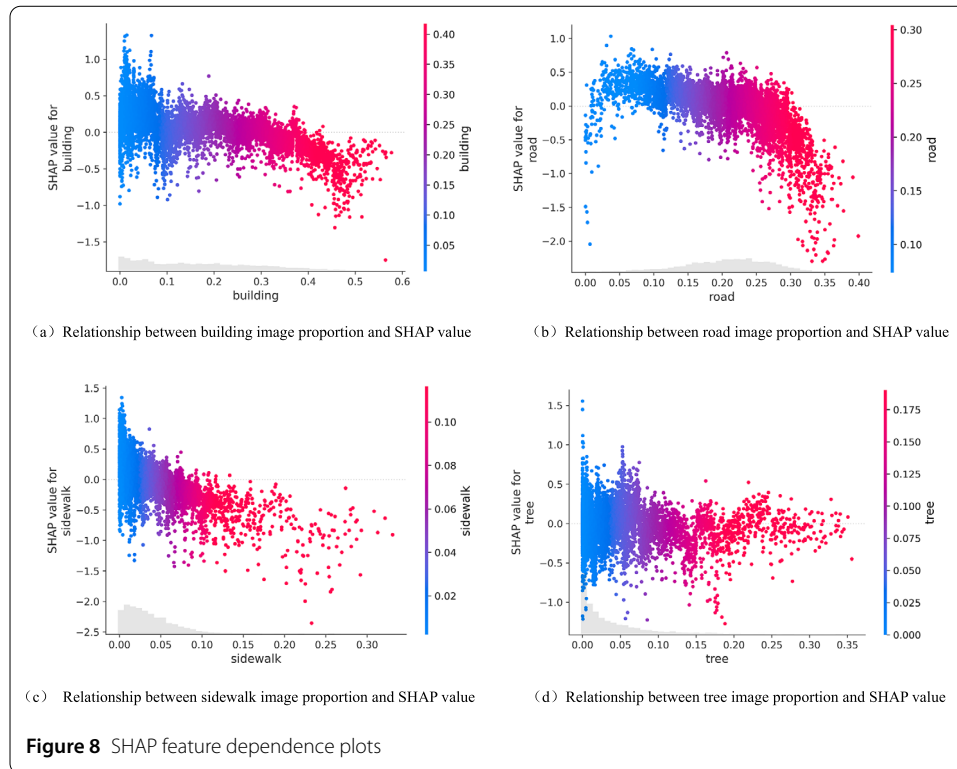 1.0
0.5
0.0
−0.5
−1.0
−1.5
SHAP value for
building
0.0 0.1 0.2 0.3 0.4 0.5 0.6
building
0.40
0.35
0.30
0.25
0.20
0.15
0.10
0.05
building
(a) Relationship between building image proportion and SHAP value
1.0
0.5
0.0
−0.5
−1.0
−1.5
−2.0
SHAP value for
road
0.00 0.05 0.10 0.15 0.20 0.25 0.30 0.35 0.40
road
0.30
0.25
0.20
0.15
0.10
road
(b) Relationship between road image proportion and SHAP value
1.5
1.0
0.5
0.0
−0.5
−1.0
−1.5
−2.0
−2.5
SHAP value for
sidewalk
0.00 0.05 0.10 0.15 0.20 0.25 0.30
sidewalk
0.10
0.08
0.06
0.04
0.02
sidewalk
(c) Relationship between sidewalk image proportion and SHAP value
1.5
1.0
0.5
0.0
−0.5
−1.0
SHAP value for
tree
0.00 0.05 0.10 0.15 0.20 0.25 0.30 0.35
tree
0.175
0.150
0.125
0.100
0.075
0.050
0.025
0.000
tree
(d) Relationship between tree image proportion and SHAP value
Figure 8 SHAP feature dependence plots